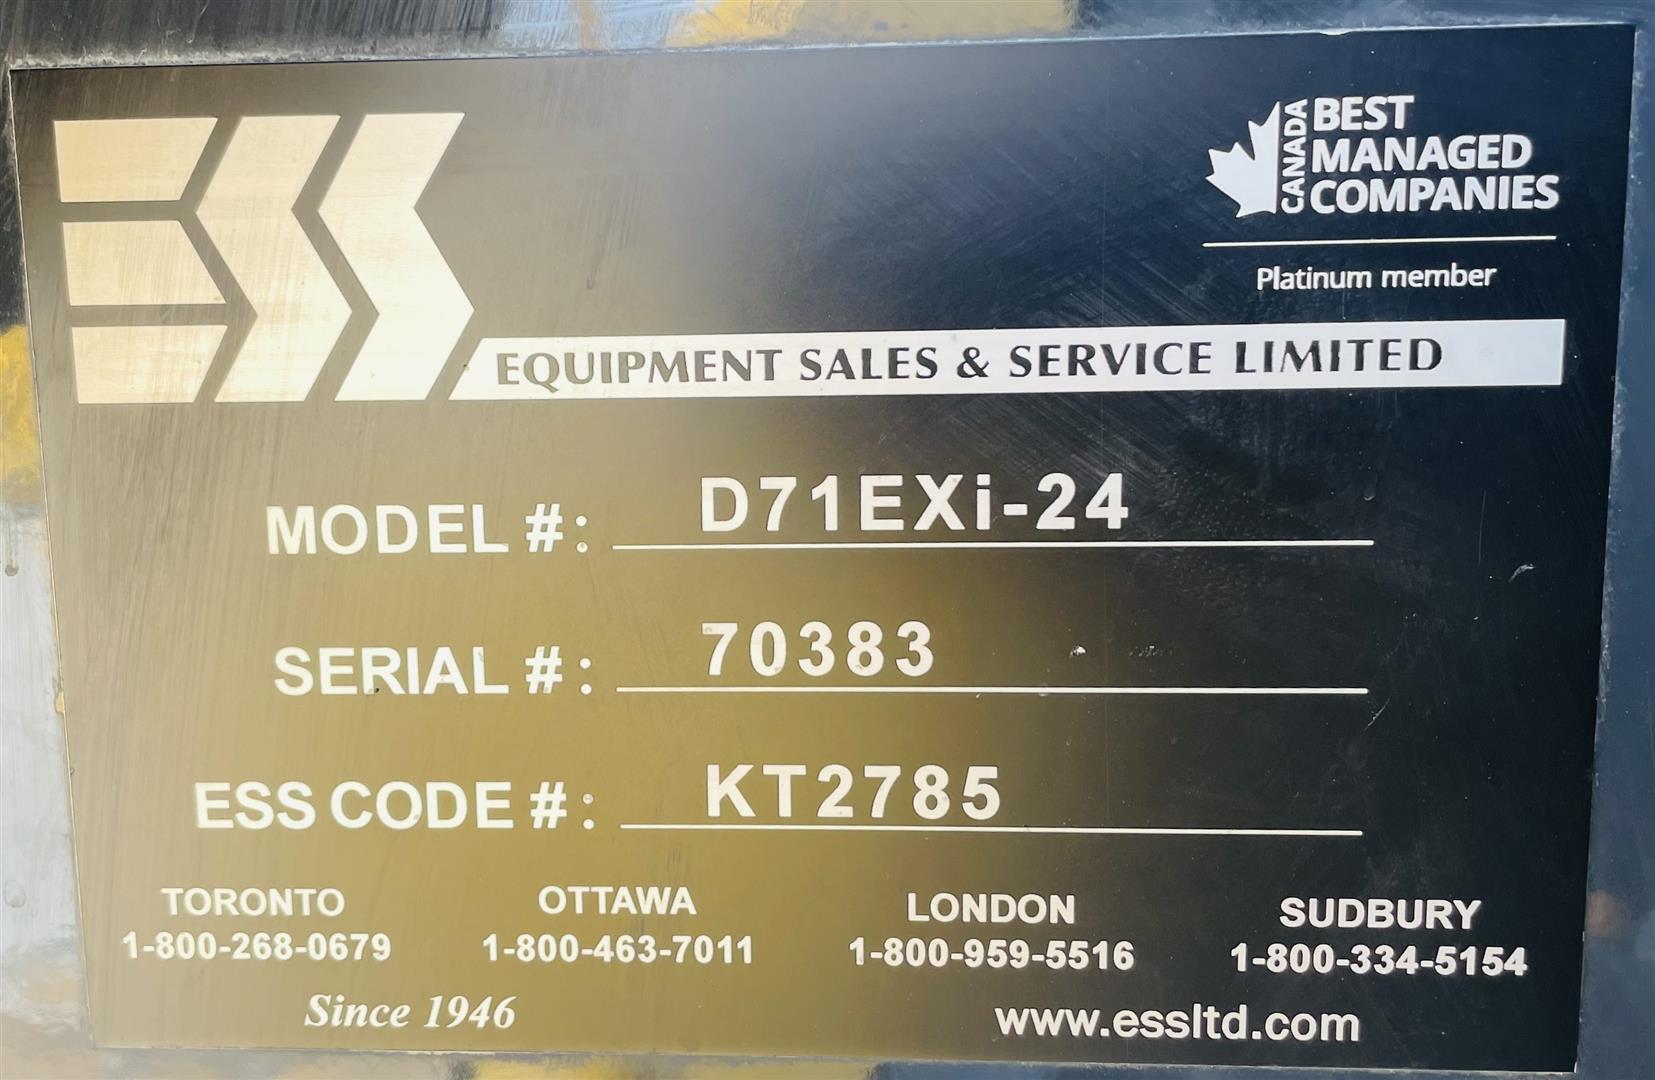 ESS
CANADA
BEST
MANAGED
COMPANIES
Platinum member
EQUIPMENT SALES & SERVICE LIMITED
MODEL #: D71EXi-24
SERIAL #: 70383
ESS CODE #: KT2785
TORONTO OTTAWA LONDON SUDBURY
1-800-268-0679 1-800-463-7011 1-800-959-5516 1-800-334-5154
Since 1946 www.essltd.com